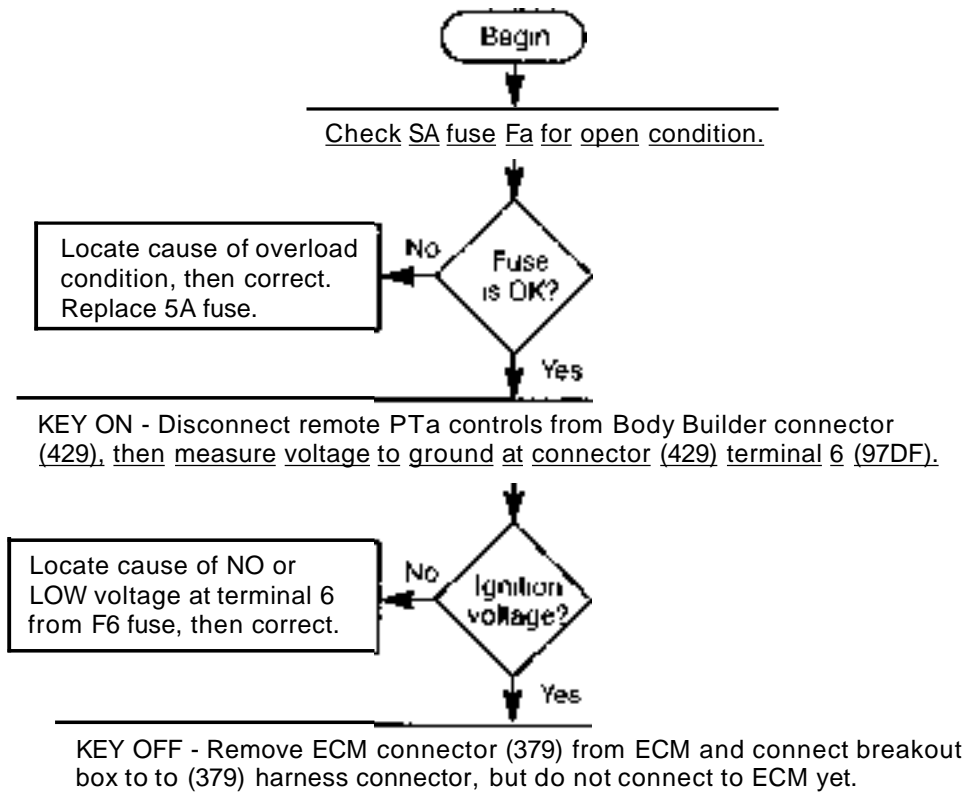 Begin
Check SA fuse Fa for open condition.
Locate cause of overload
condition, then correct.
Replace 5A fuse.
No
Fuse
is OK?
Yes
KEY ON - Disconnect remote PTa controls from Body Builder connector
(429), then measure voltage to ground at connector (429) terminal 6 (97DF).
Locate cause of NO or
LOW voltage at terminal 6
from F6 fuse, then correct.
No
Ignition
voltage?
Yes
KEY OFF - Remove ECM connector (379) from ECM and connect breakout
box to to (379) harness connector, but do not connect to ECM yet.